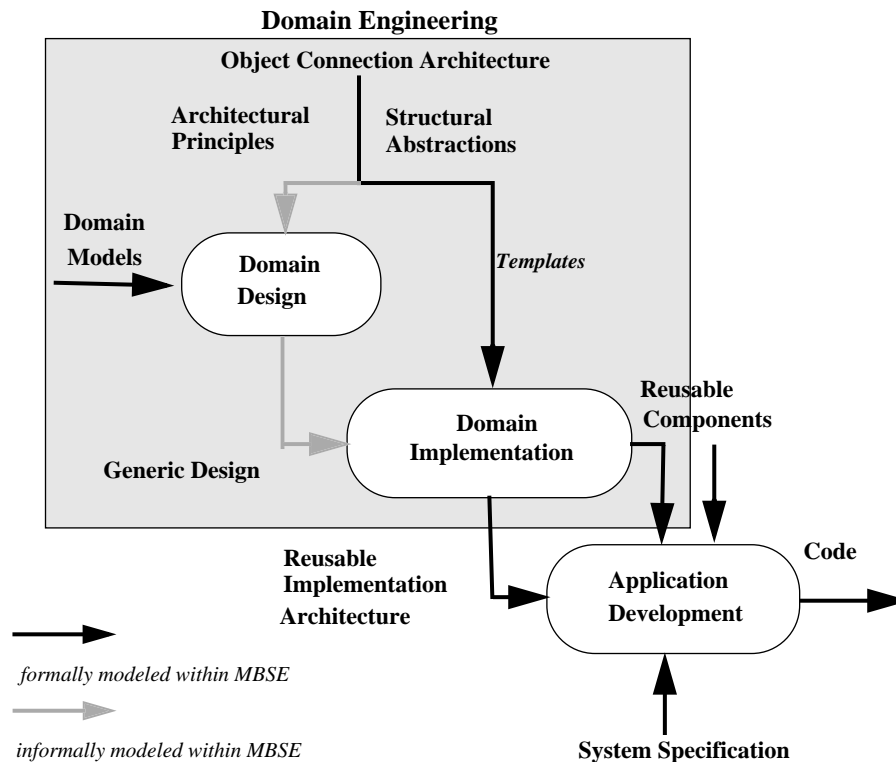 Domain Engineering
Object Connection Architecture
Architectural
Principles
Structural
Abstractions
Domain
Models
Domain
Design
Templates
Reusable
Components
Domain
Implementation
Generic Design
Reusable
Implementation
Architecture
Application
Development
Code
formally modeled within MBSE
informally modeled within MBSE
System Specification